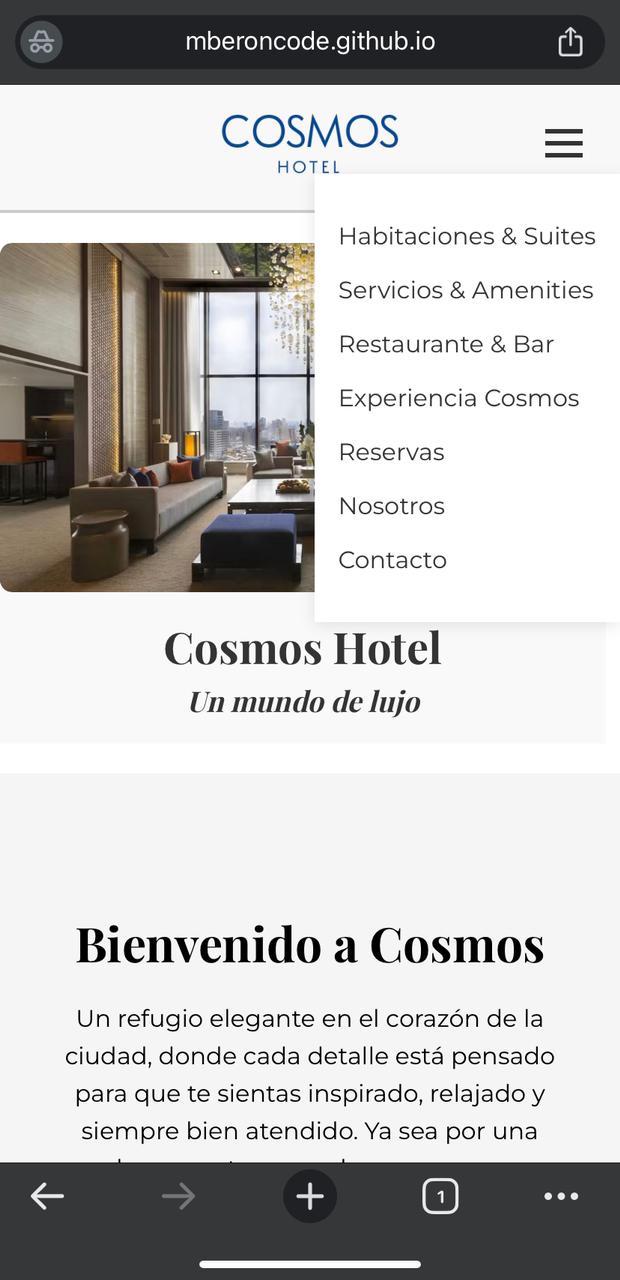 mberoncode.github.io
COSMOS
HOTEL
Habitaciones & Suites
Servicios & Amenities
Restaurante & Bar
Experiencia Cosmos
Reservas
Nosotros
Contacto
Cosmos Hotel
Un mundo de lujo
Bienvenido a Cosmos
Un refugio elegante en el corazón de la
ciudad, donde cada detalle está pensado
para que te sientas inspirado, relajado y
siempre bien atendido. Ya sea por una
1